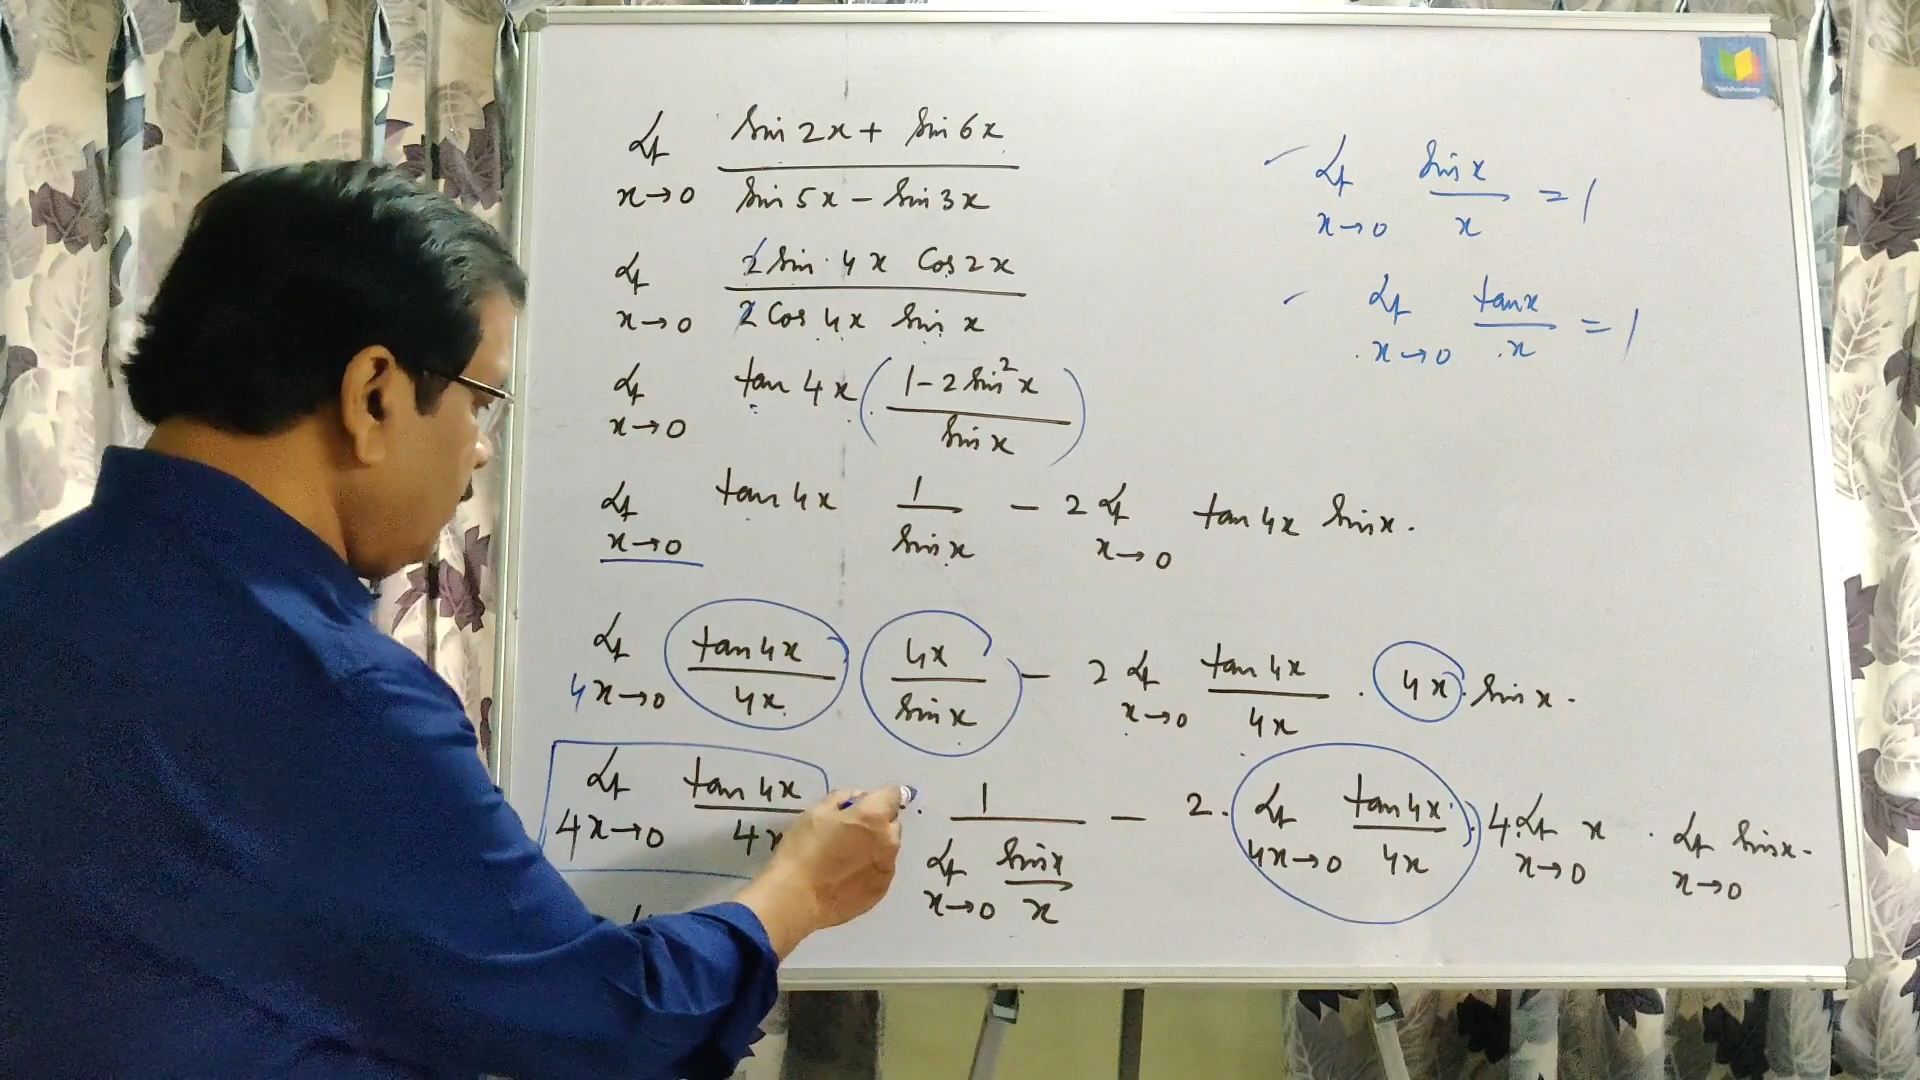 Lt sin 2x + sin 6x
x→0 sin 5x − sin 3x
Lt 2 sin 4x Cos 2x
x→0 2 Cos 4x sin x
Lt tan 4x (1 − 2 sin²x
x→0 sin x)
Lt tan 4x 1 − 2 Lt tan 4x sin x.
x→0 sin x x→0
Lt tan 4x 4x − 2 Lt tan 4x . 4x . sin x.
4x→0 4x sin x x→0 4x
Lt tan 4x . 1 − 2. Lt tan 4x . 4. Lt x . Lt sin x.
4x→0 4x Lt sin x 4x→0 4x x→0 x→0
x→0 x
Lt sin x = 1
x→0 x
Lt tan x = 1
x→0 x